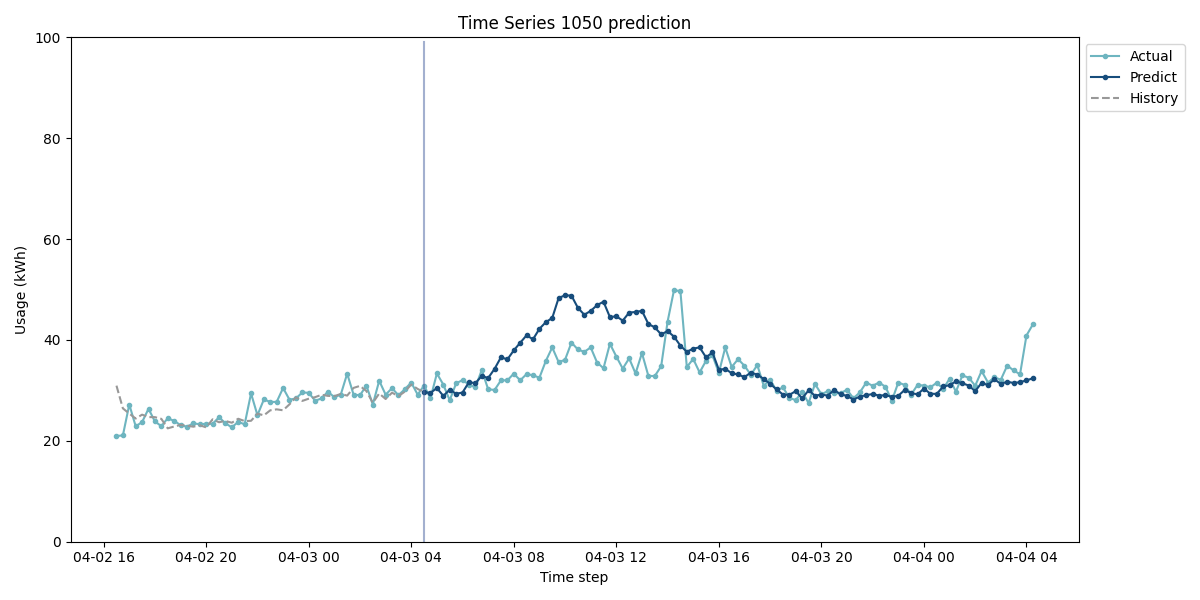 Time Series 1050 prediction
100
80
60
40
20
0
Usage (kWh)
04-02 16
04-02 20
04-03 00
04-03 04
04-03 08
04-03 12
04-03 16
04-03 20
04-04 00
04-04 04
Time step
Actual
Predict
History